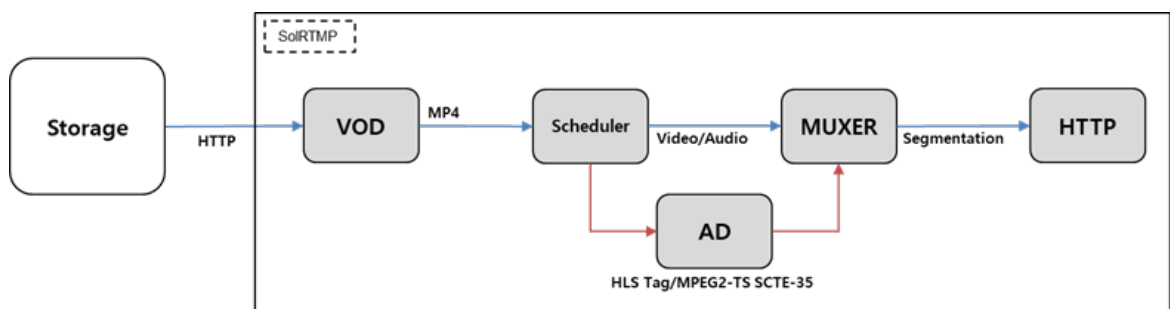 SolRTMP
Storage
HTTP
VOD
MP4
Scheduler
Video/Audio
MUXER
Segmentation
HTTP
AD
HLS Tag/MPEG2-TS SCTE-35